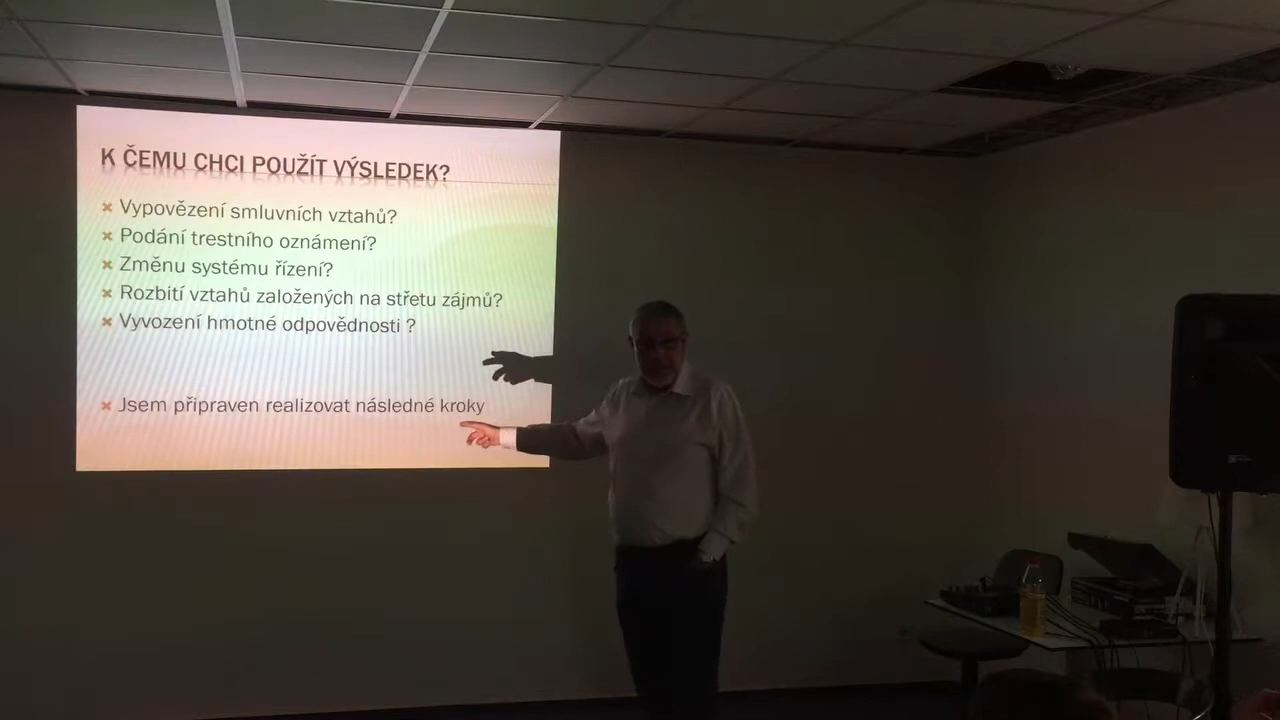 K ČEMU CHCI POUŽÍT VÝSLEDEK?
Vypovězení smluvních vztahů?
Podání trestního oznámení?
Změnu systému řízení?
Rozbití vztahů založených na střetu zájmů?
Vyvození hmotné odpovědnosti ?
Jsem připraven realizovat následné kroky